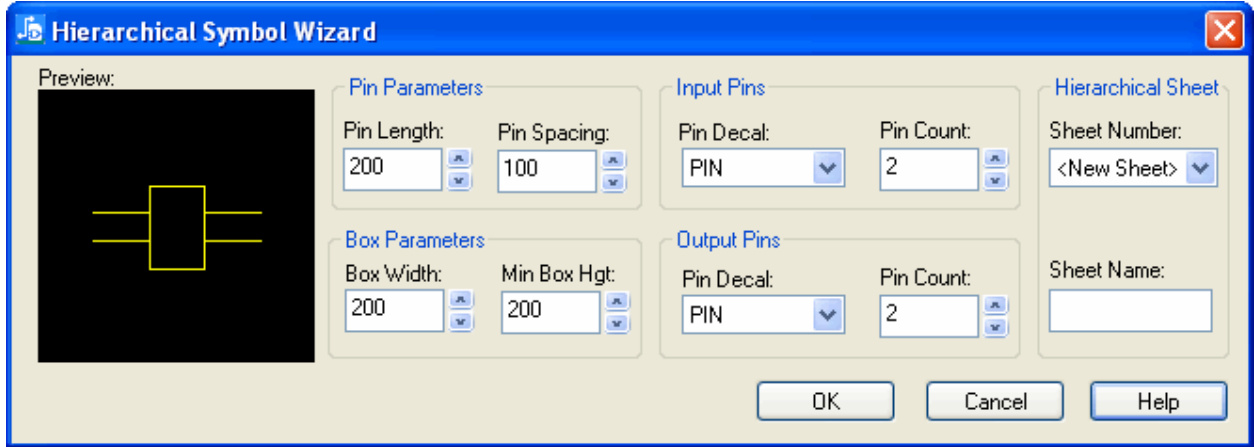 Hierarchical Symbol Wizard
Preview:
Pin Parameters
Pin Length:
Pin Spacing:
200
100
Input Pins
Pin Decal:
Pin Count:
PIN
2
Hierarchical Sheet
Sheet Number:
<New Sheet>
Box Parameters
Box Width:
Min Box Hgt:
200
200
Output Pins
Pin Decal:
Pin Count:
PIN
2
Sheet Name:
OK
Cancel
Help